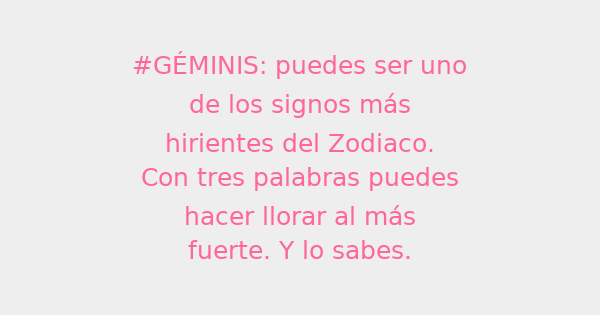 #GÉMINIS: puedes ser uno
de los signos más
hirientes del Zodiaco.
Con tres palabras puedes
hacer llorar al más
fuerte. Y lo sabes.